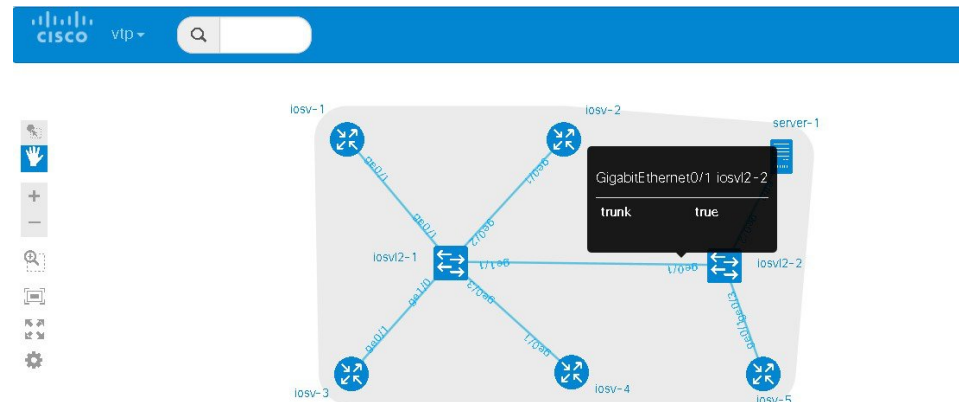 CISCO
vtp
iosv-1
iosv-2
server-1
ge0/1
ge0/1
GigabitEthernet0/1 iosvl2-2
trunk true
ge0/1
ge0/2
iosvl2-1
ge1/1
ge0/1
iosvl2-2
ge1/0
ge0/3
ge0/3
ge0/1
ge0/1
ge0/1
iosv-3
iosv-4
iosv-5